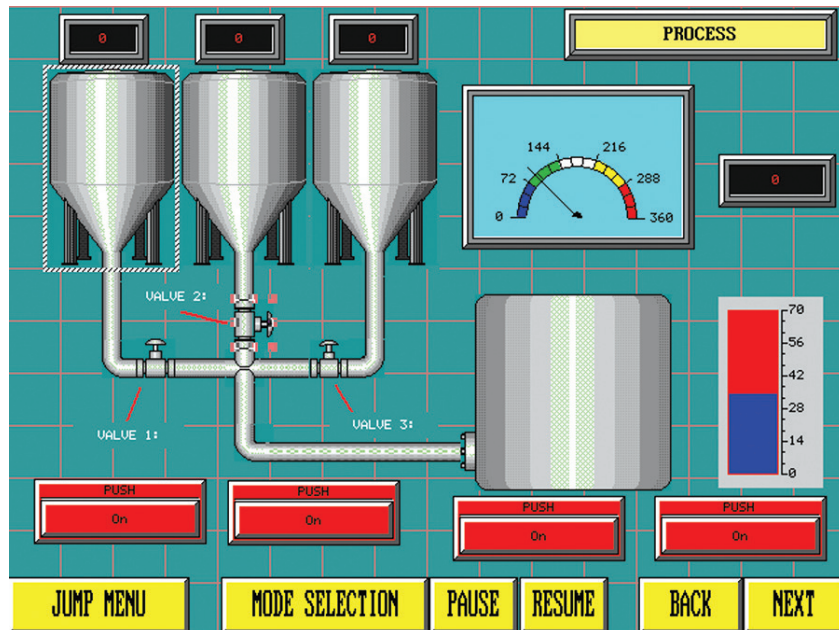 0
0
0
PROCESS
144
216
72
288
0
360
0
VALVE 2:
70
56
42
28
14
0
VALVE 1:
VALVE 3:
PUSH
On
PUSH
On
PUSH
On
PUSH
On
JUMP MENU
MODE SELECTION
PAUSE
RESUME
BACK
NEXT